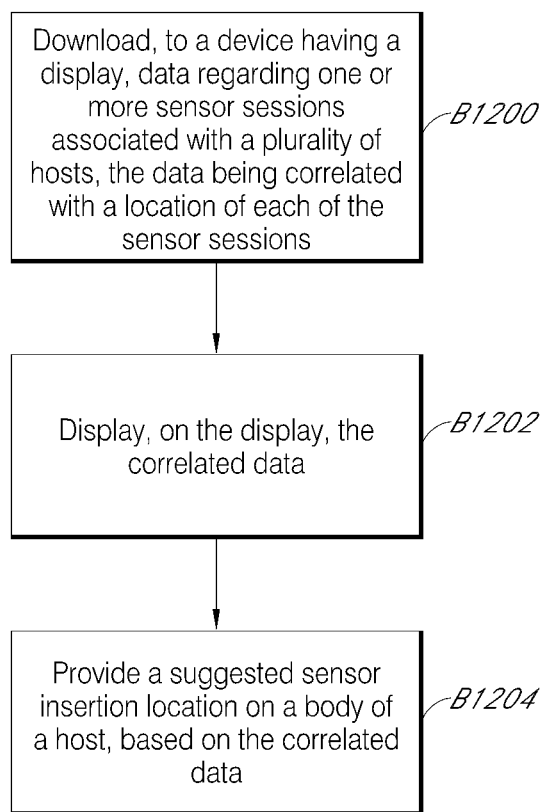 Download, to a device having a
display, data regarding one or
more sensor sessions
associated with a plurality of
hosts, the data being correlated
with a location of each of the
sensor sessions
B1200
Display, on the display, the
correlated data
B1202
Provide a suggested sensor
insertion location on a body of
a host, based on the correlated
data
B1204